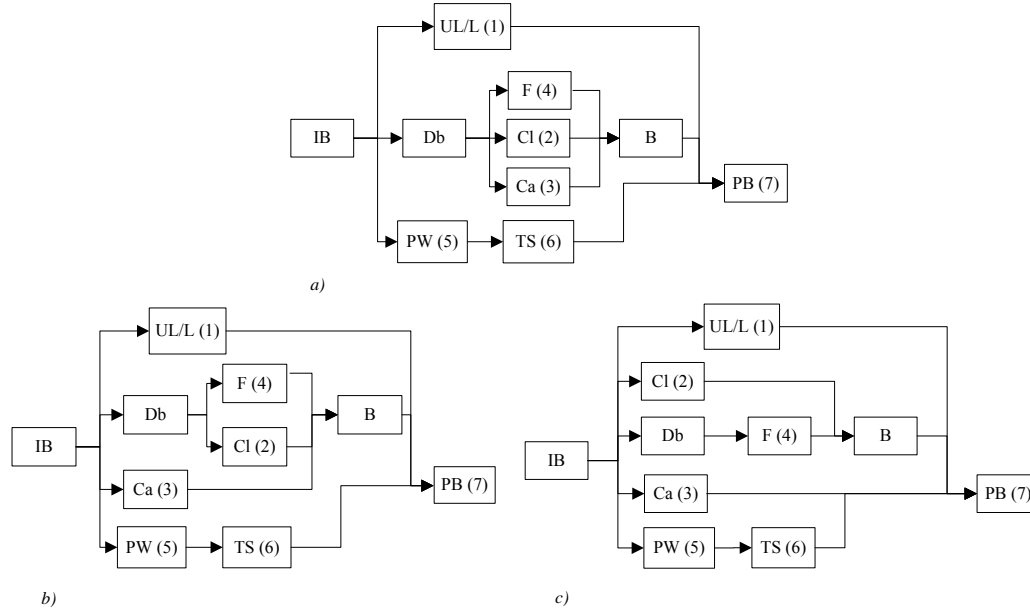 UL/L (1)
F (4)
IB
Db
Cl (2)
B
Ca (3)
PB (7)
PW (5)
TS (6)
a)
UL/L (1)
F (4)
Db
B
IB
Cl (2)
Ca (3)
PB (7)
PW (5)
TS (6)
b)
UL/L (1)
Cl (2)
Db
F (4)
B
IB
Ca (3)
PB (7)
PW (5)
TS (6)
c)